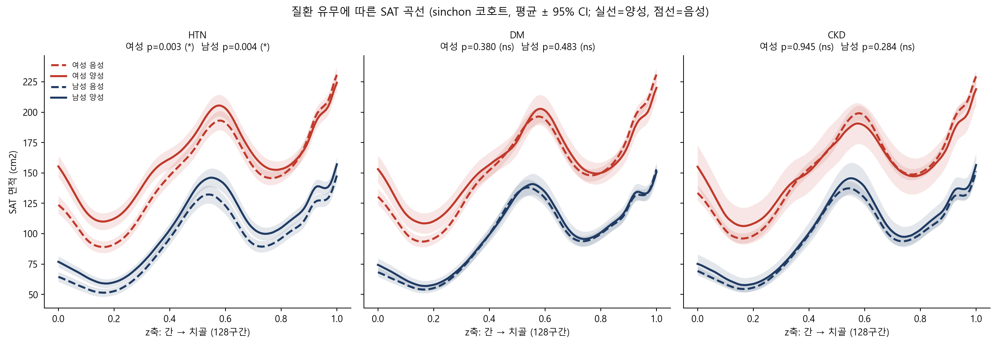 질환 유무에 따른 SAT 곡선 (sinchon 코호트, 평균 ± 95% CI; 실선=양성, 점선=음성)
HTN
여성 p=0.003 (*)  남성 p=0.004 (*)
DM
여성 p=0.380 (ns)  남성 p=0.483 (ns)
CKD
여성 p=0.945 (ns)  남성 p=0.284 (ns)
여성 음성
여성 양성
남성 음성
남성 양성
SAT 면적 (cm2)
225
200
175
150
125
100
75
50
0.0 0.2 0.4 0.6 0.8 1.0
0.0 0.2 0.4 0.6 0.8 1.0
0.0 0.2 0.4 0.6 0.8 1.0
z축: 간 → 치골 (128구간)
z축: 간 → 치골 (128구간)
z축: 간 → 치골 (128구간)